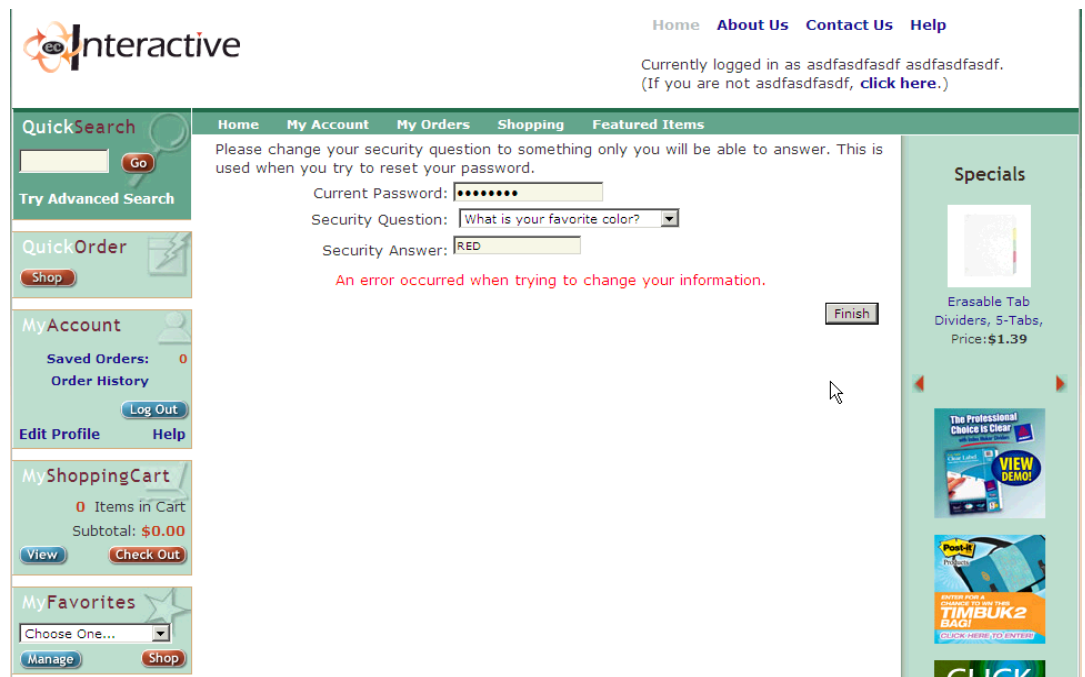 ecInteractive
Home About Us Contact Us Help
Currently logged in as asdfasdfasdf asdfasdfasdf.
(If you are not asdfasdfasdf, click here.)
Home My Account My Orders Shopping Featured Items
QuickSearch
Go
Try Advanced Search
QuickOrder
Shop
MyAccount
Saved Orders: 0
Order History
Log Out
Edit Profile Help
MyShoppingCart
0 Items in Cart
Subtotal: $0.00
View Check Out
MyFavorites
Choose One...
Manage Shop
Please change your security question to something only you will be able to answer. This is
used when you try to reset your password.
Current Password: ••••••••
Security Question: What is your favorite color?
Security Answer: RED
An error occurred when trying to change your information.
Finish
Specials
Erasable Tab
Dividers, 5-Tabs,
Price:$1.39
The Professional
Choice is Clear
VIEW
DEMO!
Post-it
Products
ENTER FOR A
CHANCE TO WIN THIS
TIMBUK2
BAG!
CLICK HERE TO ENTER!
CLICK